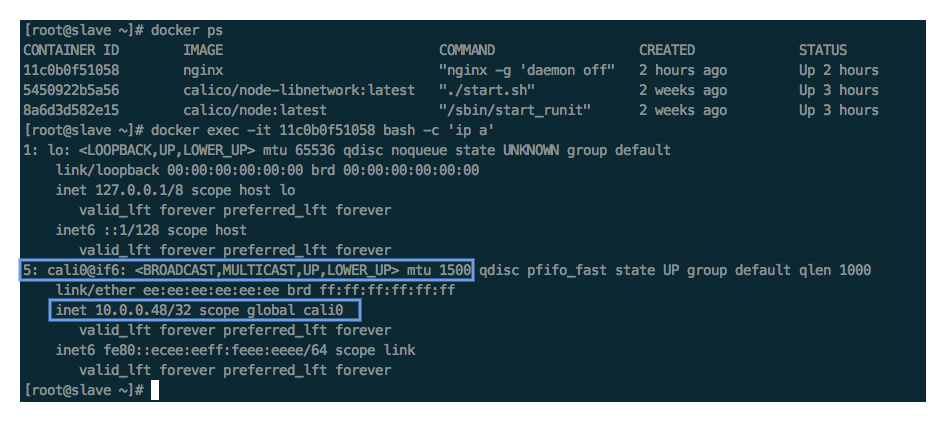 [root@slave ~]# docker ps
CONTAINER ID        IMAGE                           COMMAND                  CREATED             STATUS
11c0b0f51058        nginx                           "nginx -g 'daemon off"   2 hours ago         Up 2 hours
5450922b5a56        calico/node-libnetwork:latest   "./start.sh"             2 weeks ago         Up 3 hours
8a6d3d582e15        calico/node:latest              "/sbin/start_runit"      2 weeks ago         Up 3 hours
[root@slave ~]# docker exec -it 11c0b0f51058 bash -c 'ip a'
1: lo: <LOOPBACK,UP,LOWER_UP> mtu 65536 qdisc noqueue state UNKNOWN group default
    link/loopback 00:00:00:00:00:00 brd 00:00:00:00:00:00
    inet 127.0.0.1/8 scope host lo
       valid_lft forever preferred_lft forever
    inet6 ::1/128 scope host
       valid_lft forever preferred_lft forever
5: cali0@if6: <BROADCAST,MULTICAST,UP,LOWER_UP> mtu 1500 qdisc pfifo_fast state UP group default qlen 1000
    link/ether ee:ee:ee:ee:ee:ee brd ff:ff:ff:ff:ff:ff
    inet 10.0.0.48/32 scope global cali0
       valid_lft forever preferred_lft forever
    inet6 fe80::ecee:eeff:feee:eeee/64 scope link
       valid_lft forever preferred_lft forever
[root@slave ~]#